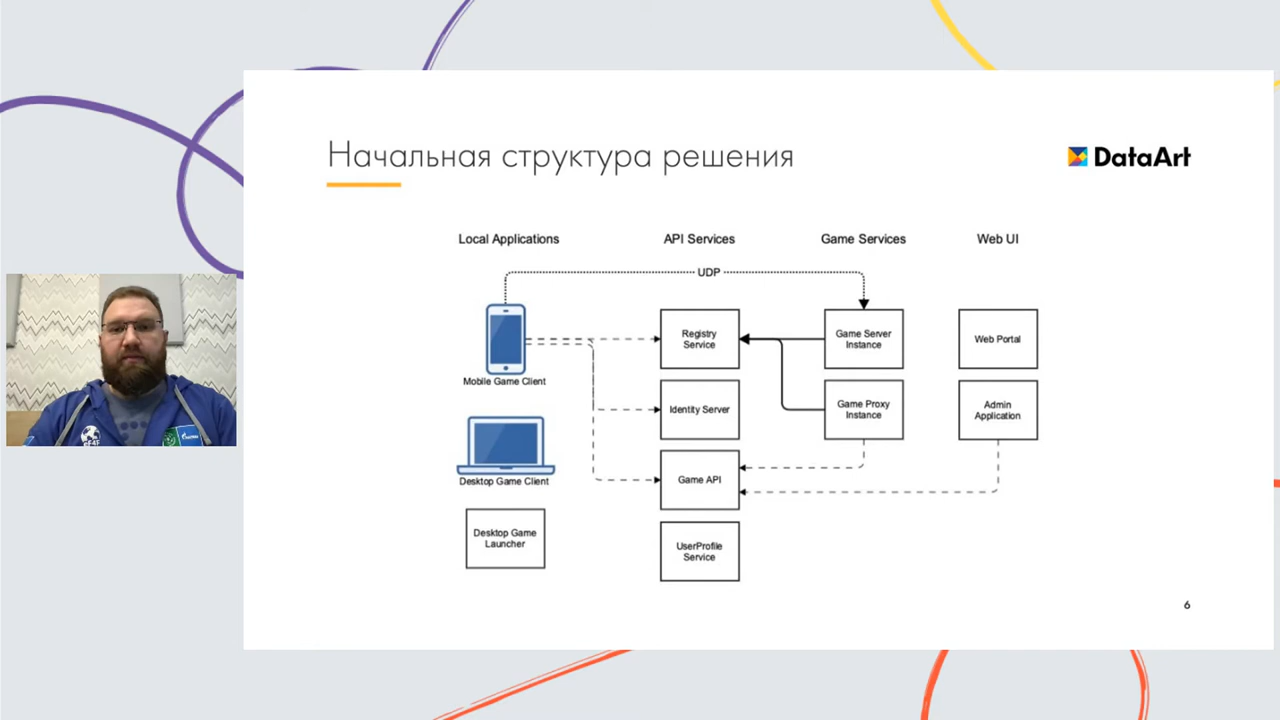 Начальная структура решения
DataArt
Local Applications
API Services
Game Services
Web UI
UDP
Mobile Game Client
Registry
Service
Game Server
Instance
Web Portal
Identity Server
Game Proxy
Instance
Admin
Application
Desktop Game Client
Game API
Desktop Game
Launcher
UserProfile
Service
6